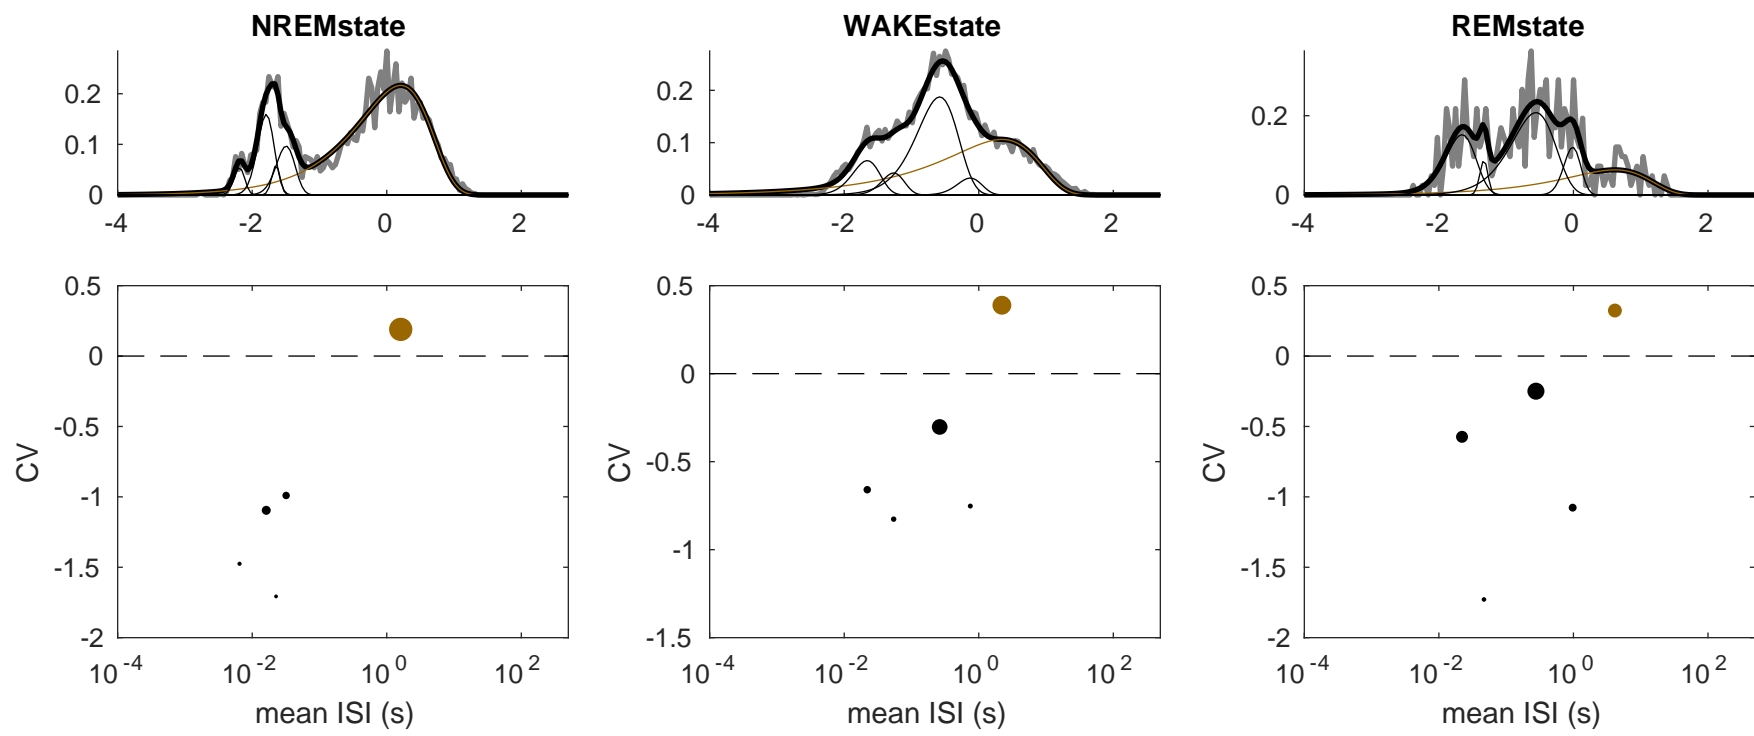 NREMstate WAKEstate REMstate
0.2 0.2 0.2
0.1 0.1
0 0 0
-4 -2 0 2 -4 -2 0 2 -2 0 2
0.5 0.5 0.5
0 0 0
-0.5 -0.5 -0.5
CV CV CV
-1 -1 -1
-1.5 -1.5 -1.5
-2 -2
10^-4 10^-2 10^0 10^2 10^-4 10^-2 10^0 10^2 10^-4 10^-2 10^0 10^2
mean ISI (s) mean ISI (s) mean ISI (s)